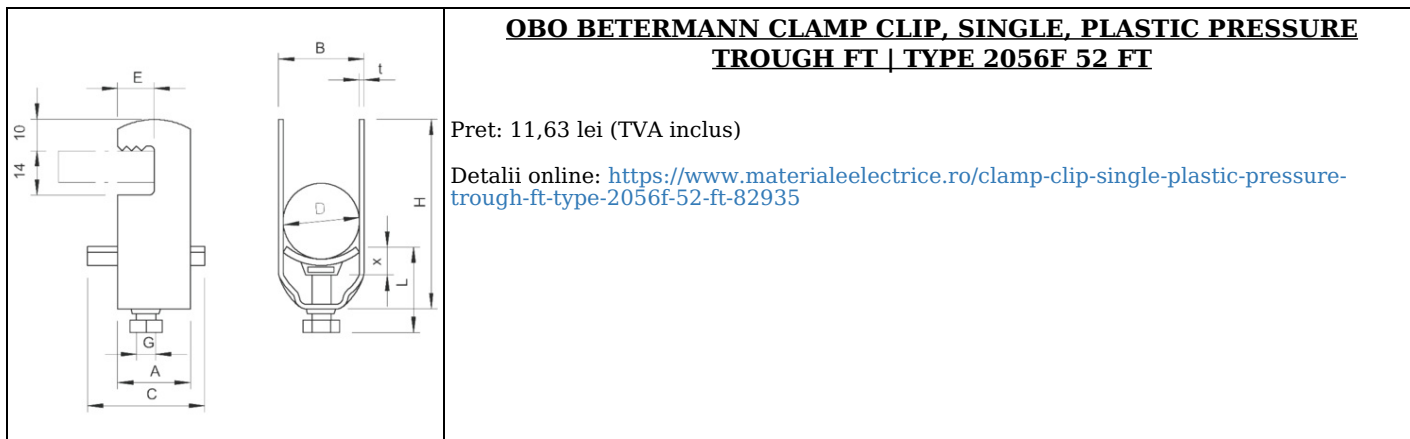 OBO BETERMANN CLAMP CLIP, SINGLE, PLASTIC PRESSURE
TROUGH FT | TYPE 2056F 52 FT
Pret: 11,63 lei (TVA inclus)
Detalii online: https://www.materialeelectrice.ro/clamp-clip-single-plastic-pressure-
trough-ft-type-2056f-52-ft-82935
B
t
E
10
14
D
H
x
L
G
A
C